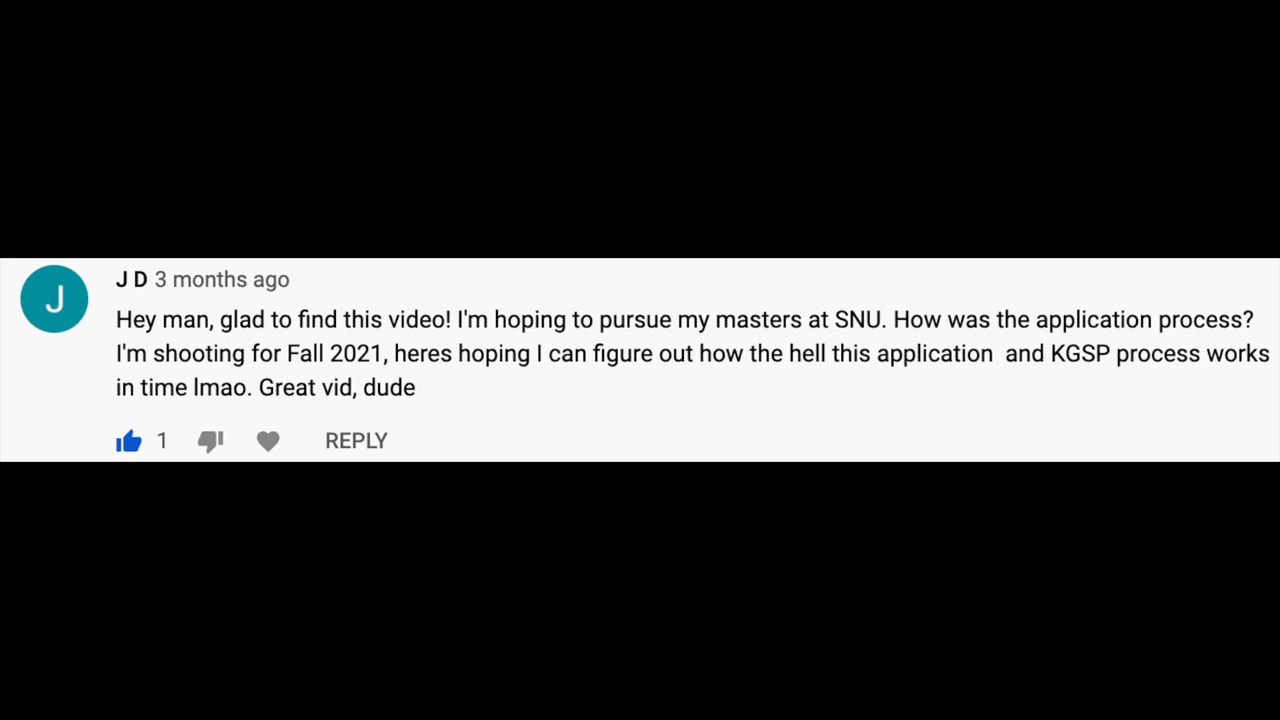 J
J D 3 months ago
Hey man, glad to find this video! I'm hoping to pursue my masters at SNU. How was the application process?
I'm shooting for Fall 2021, heres hoping I can figure out how the hell this application  and KGSP process works
in time lmao. Great vid, dude
1 REPLY